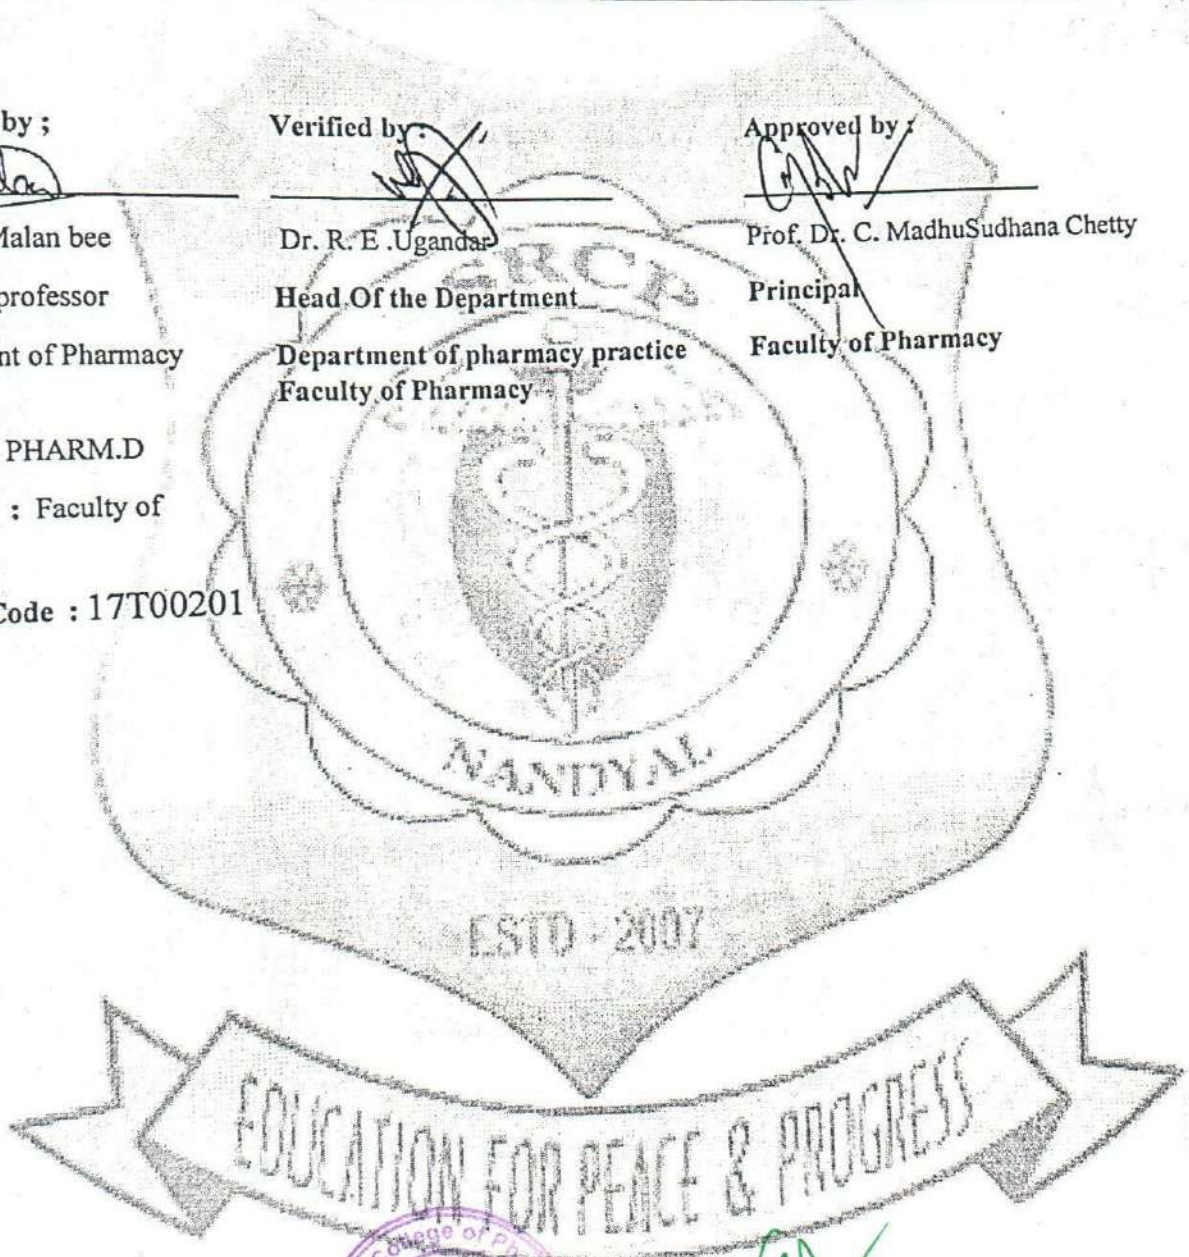 by ;
Verified by :
Approved by :
Malan bee
Dr. R. E .Ugandar
Prof. Dr. C. MadhuSudhana Chetty
professor
Head Of the Department
Principal
nt of Pharmacy
Department of pharmacy practice
Faculty of Pharmacy
Faculty of Pharmacy
PHARM.D
: Faculty of
Code : 17T00201
NANDYAL
ESTD - 2007
EDUCATION FOR PEACE & PROGRESS
College of